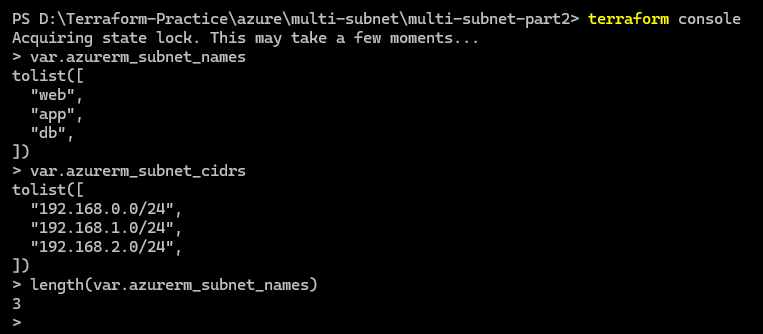 PS D:\Terraform-Practice\azure\multi-subnet\multi-subnet-part2> terraform console
Acquiring state lock. This may take a few moments...
> var.azurerm_subnet_names
tolist([
  "web",
  "app",
  "db",
])
> var.azurerm_subnet_cidrs
tolist([
  "192.168.0.0/24",
  "192.168.1.0/24",
  "192.168.2.0/24",
])
> length(var.azurerm_subnet_names)
3
>